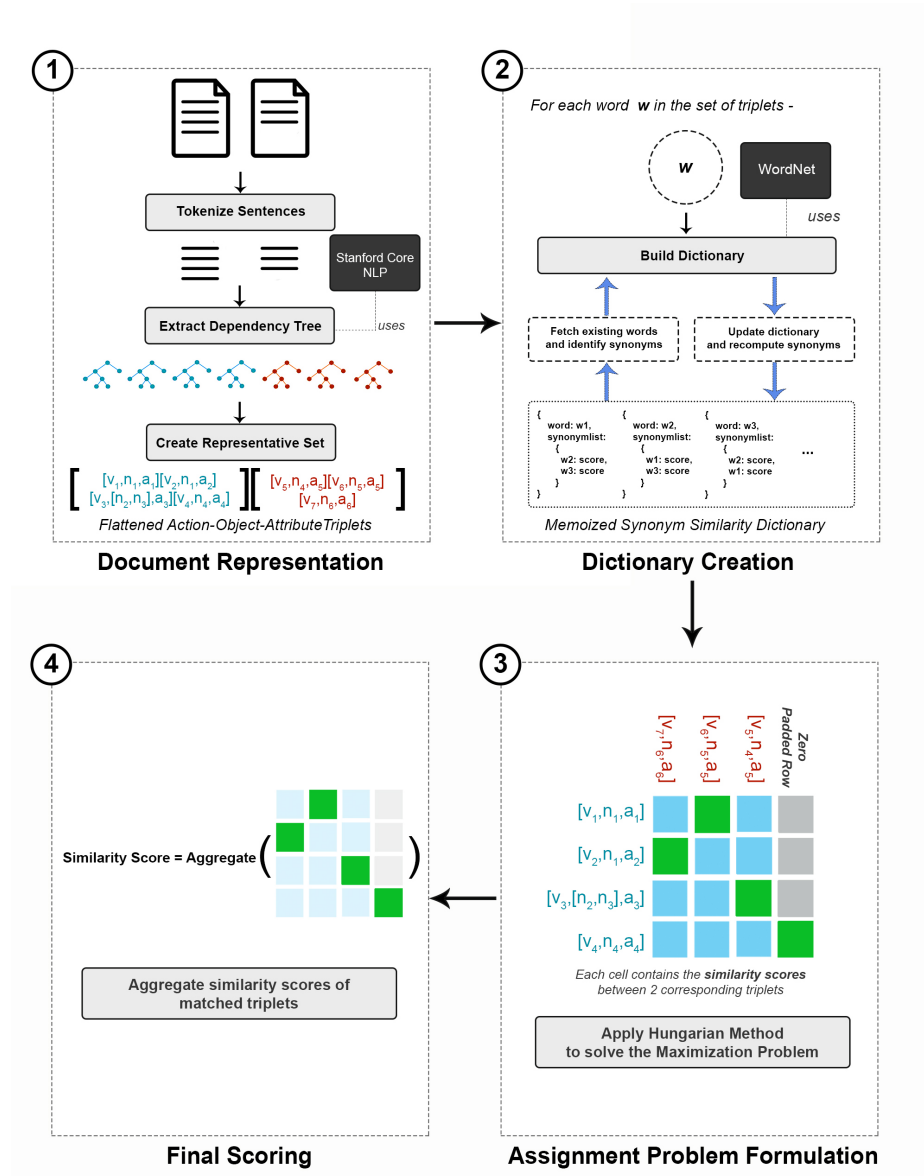 1
Tokenize Sentences
Stanford Core
NLP
Extract Dependency Tree
uses
Create Representative Set
[v1,n1,a1][v2,n1,a2]
[v3,[n2,n3],a3][v4,n4,a4]
[v5,n4,a5][v6,n5,a5]
[v7,n6,a6]
Flattened Action-Object-AttributeTriplets
Document Representation
2
For each word w in the set of triplets -
w
WordNet
uses
Build Dictionary
Fetch existing words
and identify synonyms
Update dictionary
and recompute synonyms
{
word: w1,
synonymlist:
{
w2: score,
w3: score
}
}
{
word: w2,
synonymlist:
{
w1: score,
w3: score
}
}
{
word: w3,
synonymlist:
{
w2: score,
w1: score
}
}
...
Memoized Synonym Similarity Dictionary
Dictionary Creation
3
[v7,n6,a6]
[v6,n5,a5]
[v5,n4,a5]
Zero
Padded Row
[v1,n1,a1]
[v2,n1,a2]
[v3,[n2,n3],a3]
[v4,n4,a4]
Each cell contains the similarity scores
between 2 corresponding triplets
Apply Hungarian Method
to solve the Maximization Problem
Assignment Problem Formulation
4
Similarity Score = Aggregate ( )
Aggregate similarity scores of
matched triplets
Final Scoring